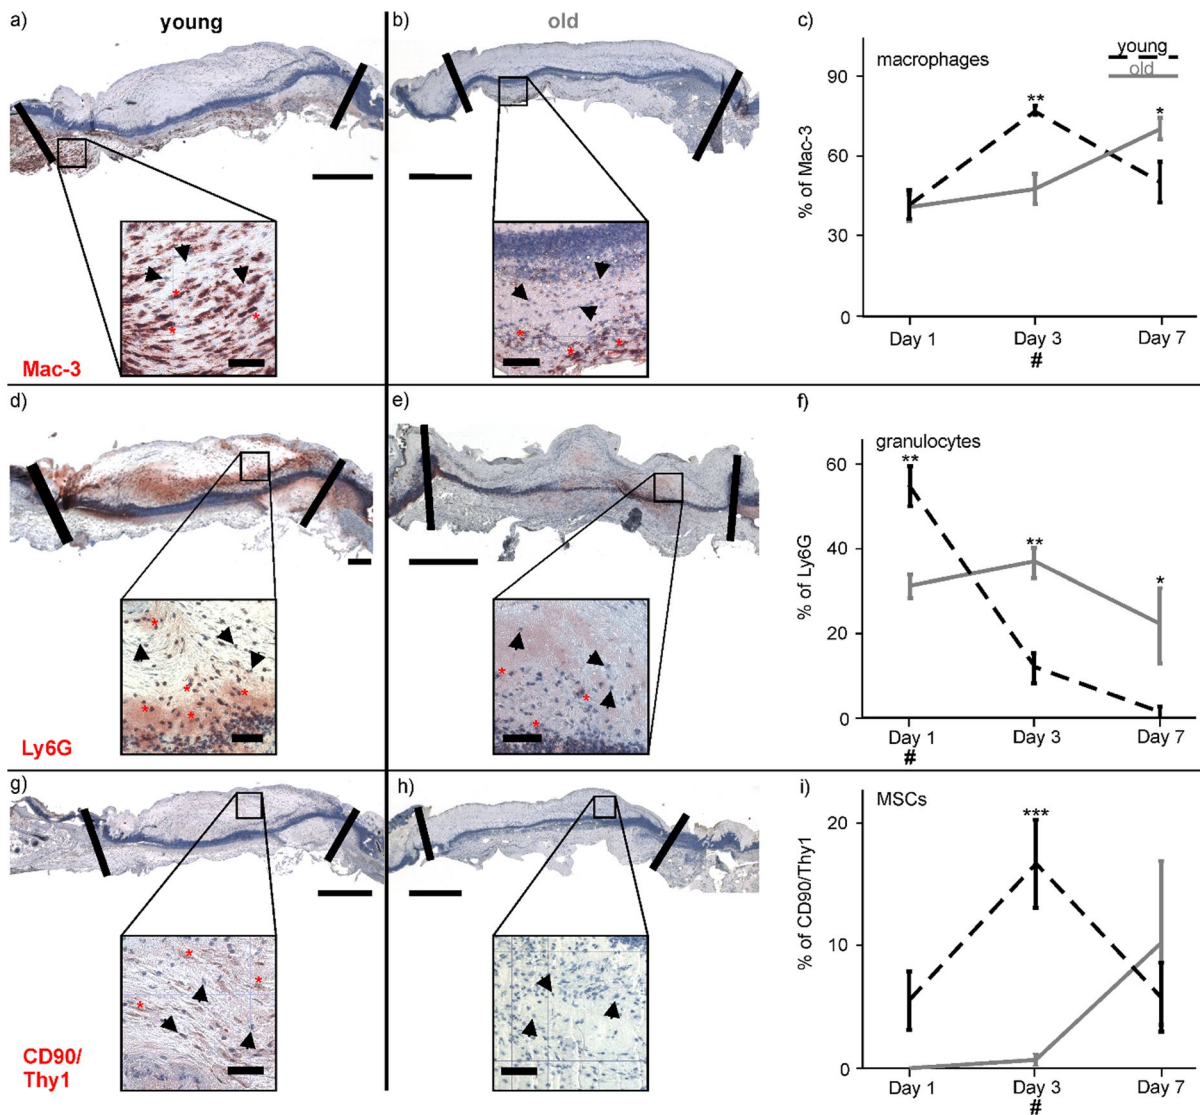 a) young
b) old
c)
macrophages
young
old
90
60
30
0
% of Mac-3
**
*
Day 1 Day 3 Day 7
#
Mac-3
* * *
* * *
d)
e)
f)
granulocytes
60
40
20
0
% of Ly6G
**
**
*
Day 1 Day 3 Day 7
#
Ly6G
* * * * *
* * *
g)
h)
i)
MSCs
20
10
0
% of CD90/Thy1
***
Day 1 Day 3 Day 7
#
CD90/
Thy1
* * *